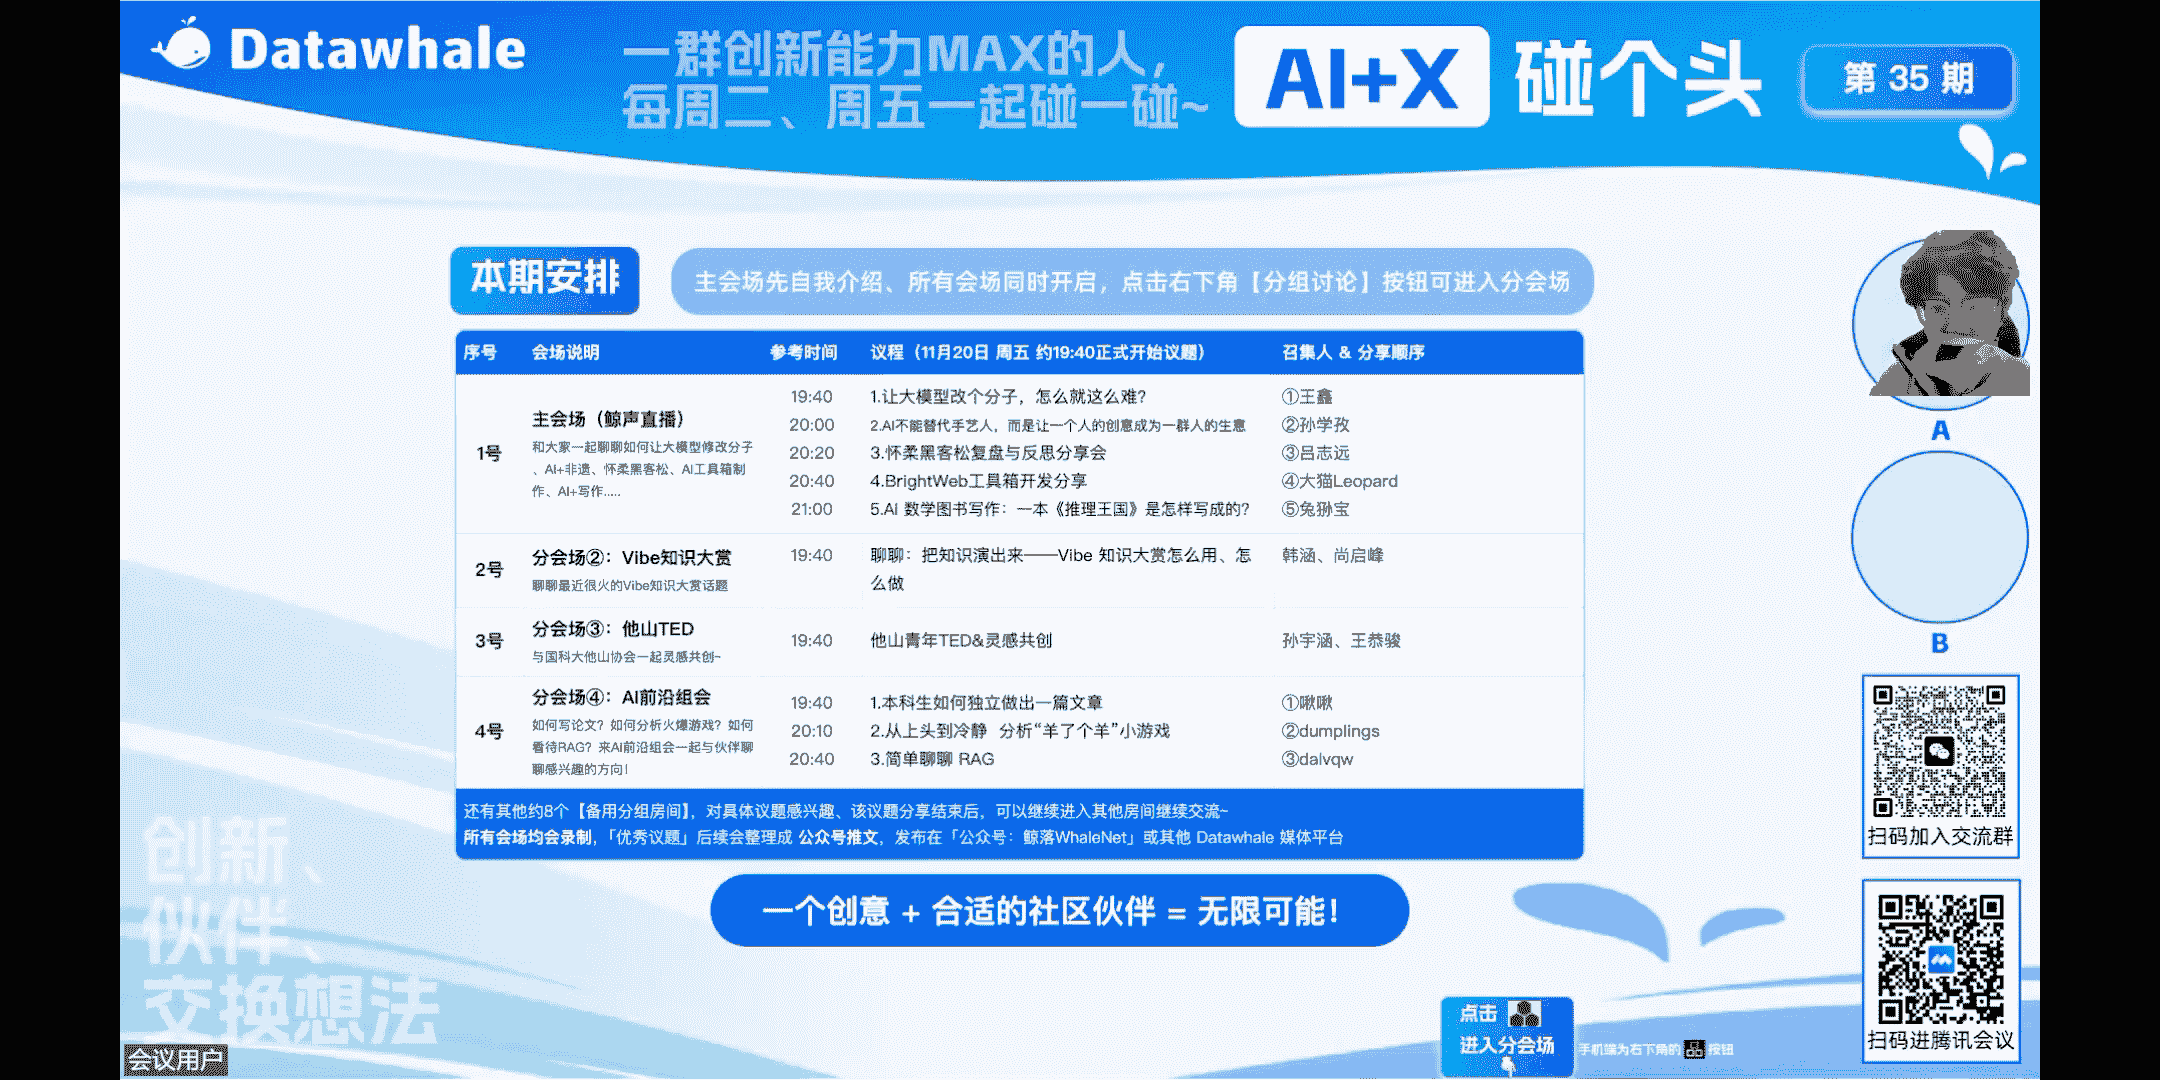 Datawhale
一群创新能力MAX的人，
每周二、周五一起碰一碰~
AI+X 碰个头
第 35 期
本期安排
主会场先自我介绍、所有会场同时开启，点击右下角【分组讨论】按钮可进入分会场
序号 会场说明 参考时间 议程（11月20日 周五 约19:40正式开始议题） 召集人 & 分享顺序
1号
主会场（鲸声直播）
和大家一起聊聊如何让大模型修改分子
、AI+非遗、怀柔黑客松、AI工具箱制
作、AI+写作.....
19:40 1.让大模型改个分子，怎么就这么难? ①王鑫
20:00 2.AI不能替代手艺人，而是让一个人的创意成为一群人的生意 ②孙学孜
20:20 3.怀柔黑客松复盘与反思分享会 ③吕志远
20:40 4.BrightWeb工具箱开发分享 ④大猫Leopard
21:00 5.AI 数学图书写作：一本《推理王国》是怎样写成的? ⑤兔狲宝
2号
分会场②：Vibe知识大赏
聊聊最近很火的Vibe知识大赏话题
19:40 聊聊：把知识演出来——Vibe 知识大赏怎么用、怎 韩涵、尚启峰
么做
3号
分会场③：他山TED
与国科大他山协会一起灵感共创~
19:40 他山青年TED&灵感共创 孙宇涵、王恭骏
4号
分会场④：AI前沿组会
如何写论文？如何分析火爆游戏？如何
看待RAG？来AI前沿组会一起与伙伴聊
聊感兴趣的方向！
19:40 1.本科生如何独立做出一篇文章 ①啾啾
20:10 2.从上头到冷静 分析“羊了个羊”小游戏 ②dumplings
20:40 3.简单聊聊 RAG ③dalvqw
还有其他约8个【备用分组房间】，对具体议题感兴趣、该议题分享结束后，可以继续进入其他房间继续交流~
所有会场均会录制，「优秀议题」后续会整理成 公众号推文，发布在「公众号：鲸落WhaleNet」或其他 Datawhale 媒体平台
一个创意 + 合适的社区伙伴 = 无限可能！
创新、
伙伴、
交换想法
会议用户
A
B
扫码加入交流群
扫码进腾讯会议
点击
进入分会场
手机端为右下角的 按钮